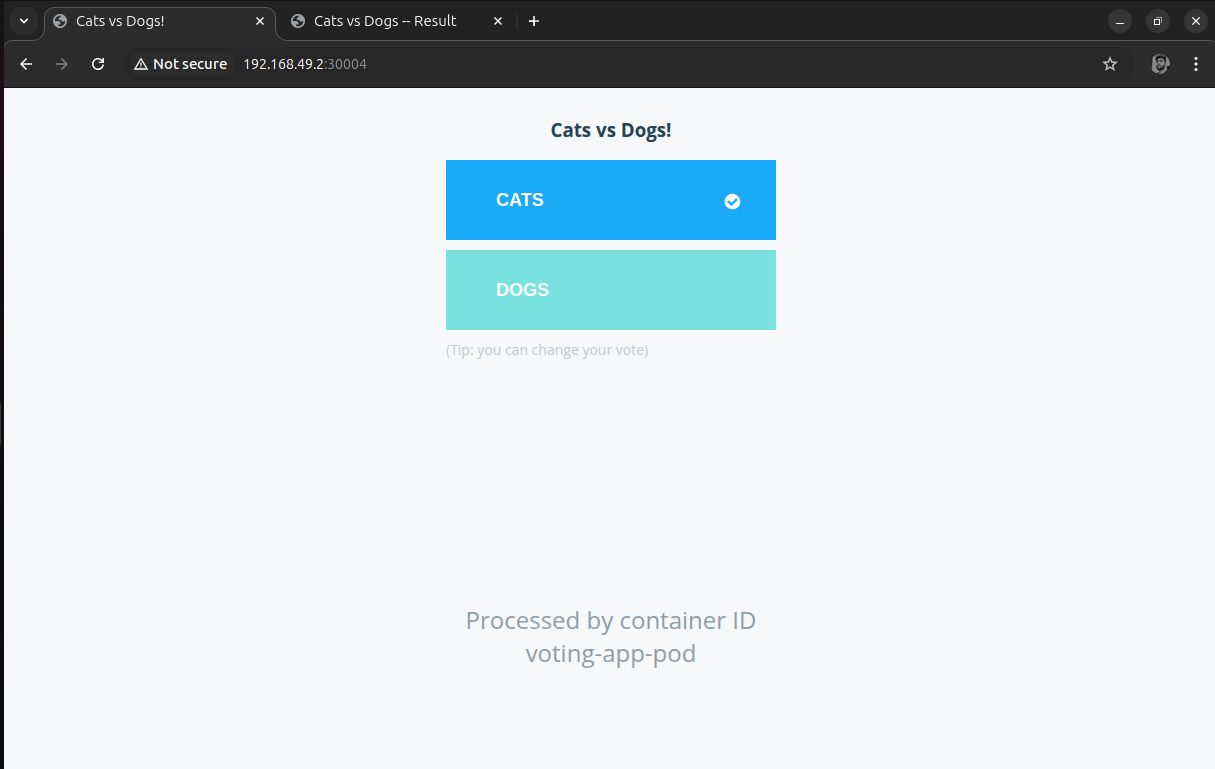 Cats vs Dogs!
Cats vs Dogs -- Result
Not secure
192.168.49.2:30004
Cats vs Dogs!
CATS
DOGS
(Tip: you can change your vote)
Processed by container ID
voting-app-pod